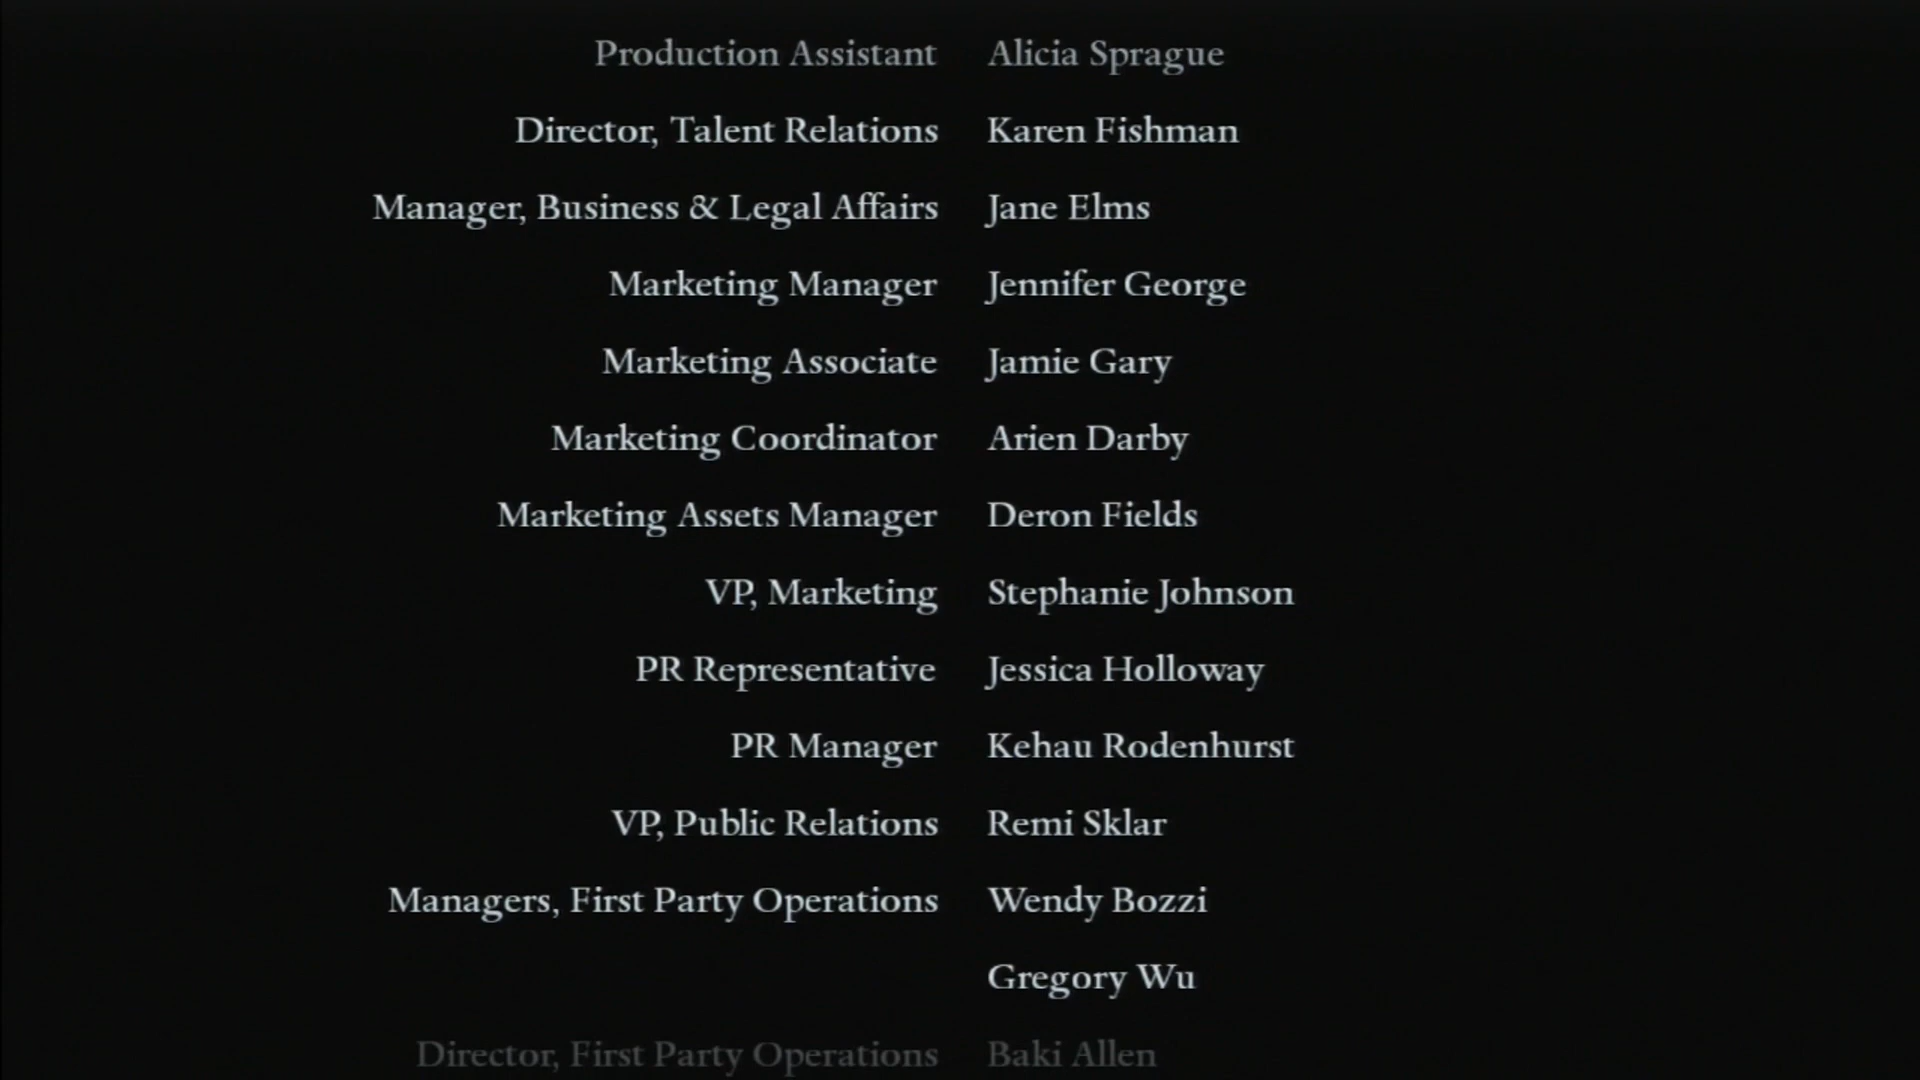 Production Assistant Alicia Sprague
Director, Talent Relations Karen Fishman
Manager, Business & Legal Affairs Jane Elms
Marketing Manager Jennifer George
Marketing Associate Jamie Gary
Marketing Coordinator Arien Darby
Marketing Assets Manager Deron Fields
VP, Marketing Stephanie Johnson
PR Representative Jessica Holloway
PR Manager Kehau Rodenhurst
VP, Public Relations Remi Sklar
Managers, First Party Operations Wendy Bozzi
Gregory Wu
Director, First Party Operations Baki Allen